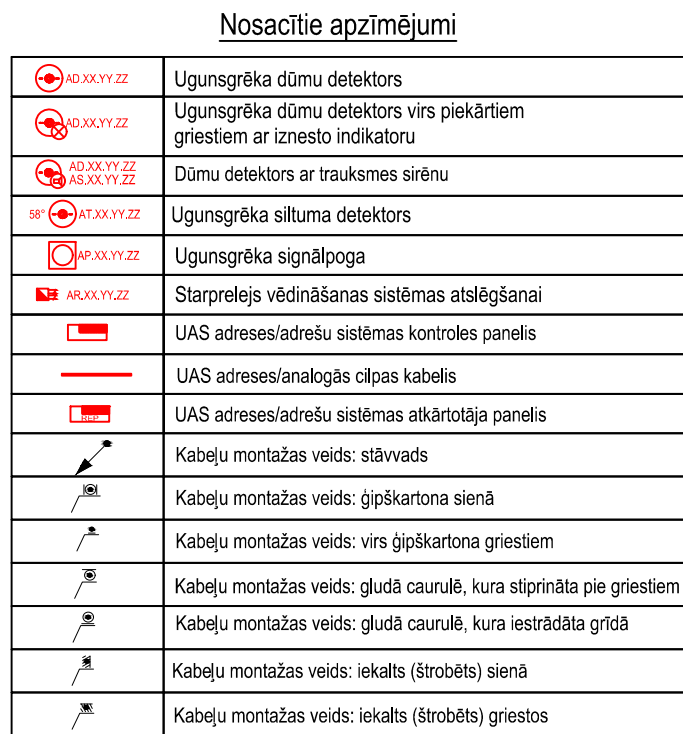 Nosacītie apzīmējumi
AD.XX.YY.ZZ Ugunsgrēka dūmu detektors
AD.XX.YY.ZZ Ugunsgrēka dūmu detektors virs piekārtiem
griestiem ar iznesto indikatoru
AD.XX.YY.ZZ
AS.XX.YY.ZZ
Dūmu detektors ar trauksmes sirēnu
58° AT.XX.YY.ZZ Ugunsgrēka siltuma detektors
AP.XX.YY.ZZ Ugunsgrēka signālpoga
AR.XX.YY.ZZ Starprelejs vēdināšanas sistēmas atslēgšanai
UAS adreses/adrešu sistēmas kontroles panelis
UAS adreses/analogās cilpas kabelis
REP UAS adreses/adrešu sistēmas atkārtotāja panelis
Kabeļu montažas veids: stāvvads
Kabeļu montažas veids: ģipškartona sienā
Kabeļu montažas veids: virs ģipškartona griestiem
Kabeļu montažas veids: gludā caurulē, kura stiprināta pie griestiem
Kabeļu montažas veids: gludā caurulē, kura iestrādāta grīdā
Kabeļu montažas veids: iekalts (štrobēts) sienā
Kabeļu montažas veids: iekalts (štrobēts) griestos